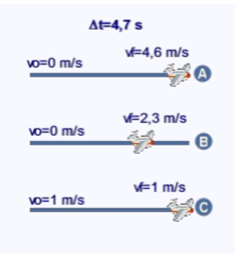 Δt=4,7 s
vf=4,6 m/s
vo=0 m/s
A
vf=2,3 m/s
vo=0 m/s
B
vf=1 m/s
vo=1 m/s
C